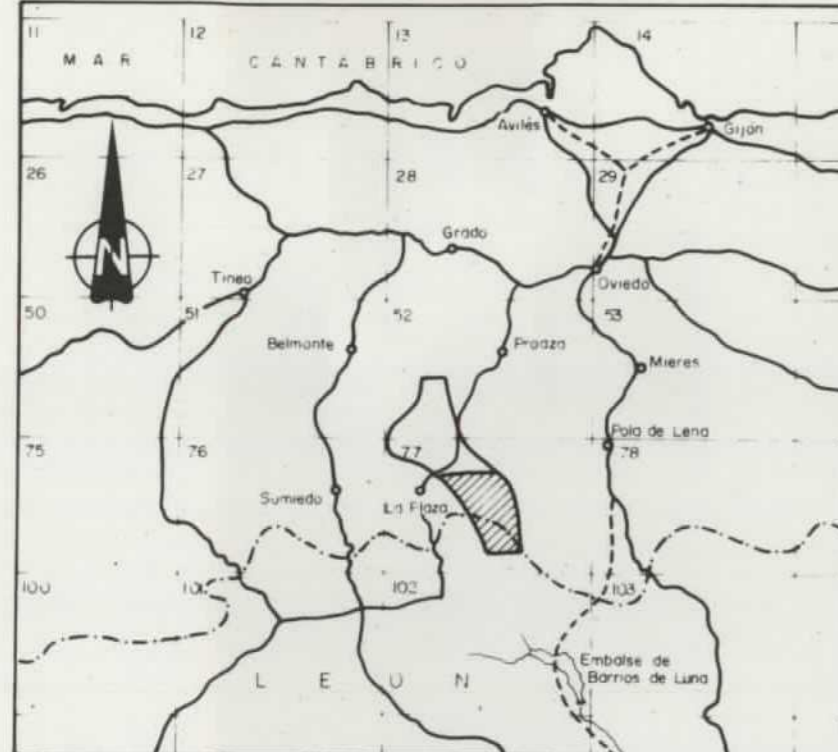 11 12 13 14
MAR CANTABRICO
Avilés Gijón
26 27 28 29
N
Grado
Tineo Oviedo
50 51 52 53
Belmonte Proaza
Mieres
Pola de Lena
75 76 77 78
Somiedo La Plaza
100 101 102 103
Embalse de
Barrios de Luna
LEON